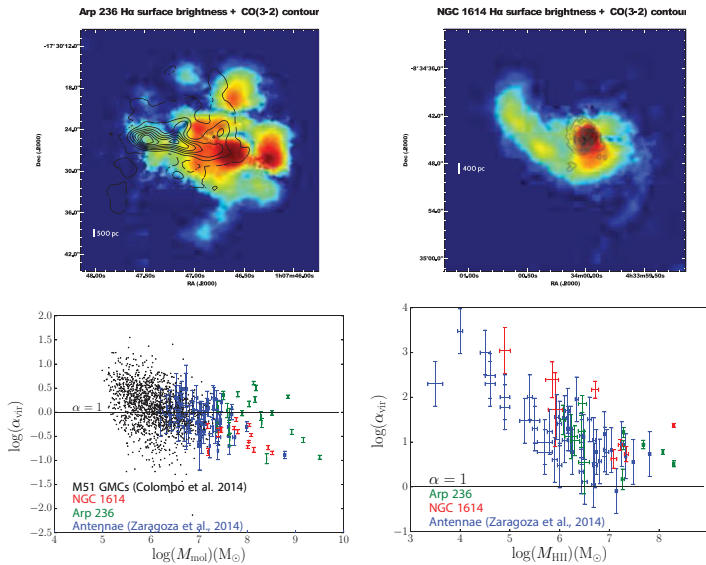 Arp 236 Hα surface brightness + CO(3-2) contour
-17°30'12.0"
18.0"
24.0"
30.0"
36.0"
42.0"
Dec (J2000)
500 pc
48.00s 47.50s 47.00s 46.50s 1:07m46.00s
RA (J2000)
NGC 1614 Hα surface brightness + CO(3-2) contour
-8°34'36.0"
42.0"
48.0"
54.0"
35'00.0"
Dec (J2000)
400 pc
01.00s 00.50s 34m00.00s 4:33m59.50s
RA (J2000)
2.0
1.5
1.0
0.5
0.0
-0.5
-1.0
-1.5
-2.0
-2.5
log(αvir)
α = 1
M51 GMCs (Colombo et al. 2014)
NGC 1614
Arp 236
Antennae (Zaragoza et al., 2014)
4 5 6 7 8 9 10
log(Mmol)(M⊙)
4
3
2
1
0
−1
log(αvir)
α = 1
Arp 236
NGC 1614
Antennae (Zaragoza et al., 2014)
3 4 5 6 7 8
log(MHII)(M⊙)